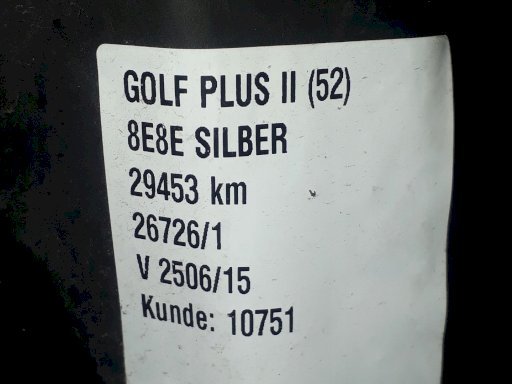 GOLF PLUS II (52)
8E8E SILBER
29453 km
26726/1
V 2506/15
Kunde: 10751